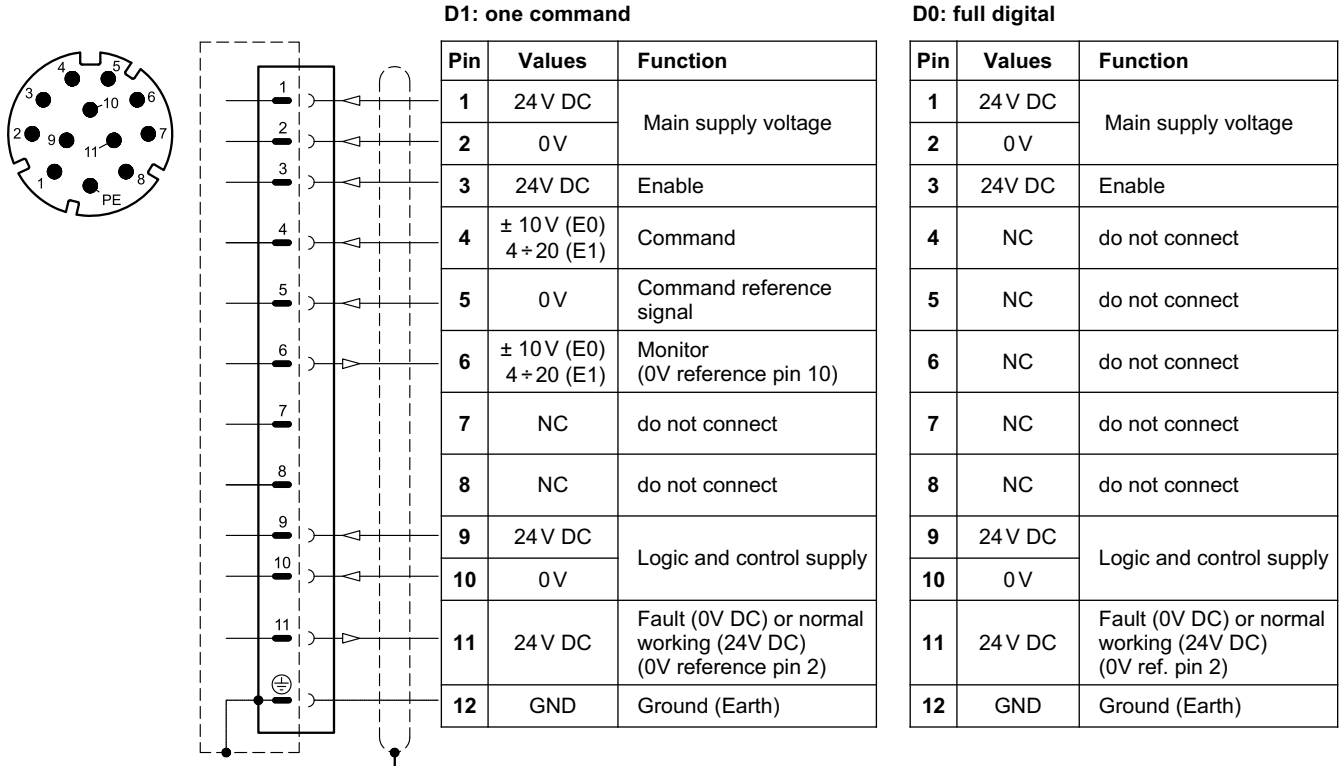 D1: one command
D0: full digital
4
5
3
10
6
2
9
11
7
1
8
PE
1
2
3
4
5
6
7
8
9
10
11
Pin Values Function
1 24 V DC Main supply voltage
2 0 V
3 24V DC Enable
4 ± 10 V (E0) Command
4 ÷ 20 (E1)
5 0 V Command reference
signal
6 ± 10 V (E0) Monitor
4 ÷ 20 (E1) (0V reference pin 10)
7 NC do not connect
8 NC do not connect
9 24 V DC Logic and control supply
10 0 V
11 24 V DC Fault (0V DC) or normal
working (24V DC)
(0V reference pin 2)
12 GND Ground (Earth)
Pin Values Function
1 24 V DC Main supply voltage
2 0 V
3 24V DC Enable
4 NC do not connect
5 NC do not connect
6 NC do not connect
7 NC do not connect
8 NC do not connect
9 24 V DC Logic and control supply
10 0 V
11 24 V DC Fault (0V DC) or normal
working (24V DC)
(0V ref. pin 2)
12 GND Ground (Earth)